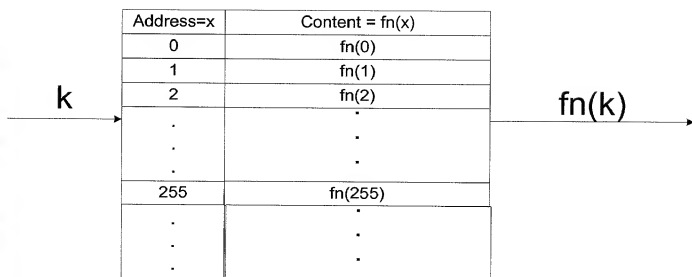 Address=x Content = fn(x)
0 fn(0)
1 fn(1)
k 2 fn(2) fn(k)
. .
. .
. .
255 fn(255)
. .
. .
. .